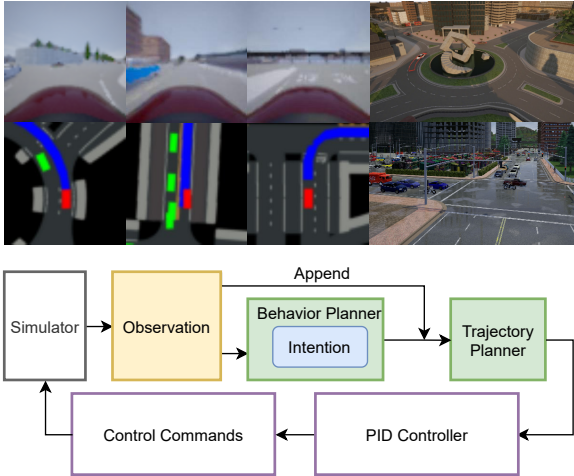 Append
Simulator
Observation
Behavior Planner
Intention
Trajectory
Planner
Control Commands
PID Controller